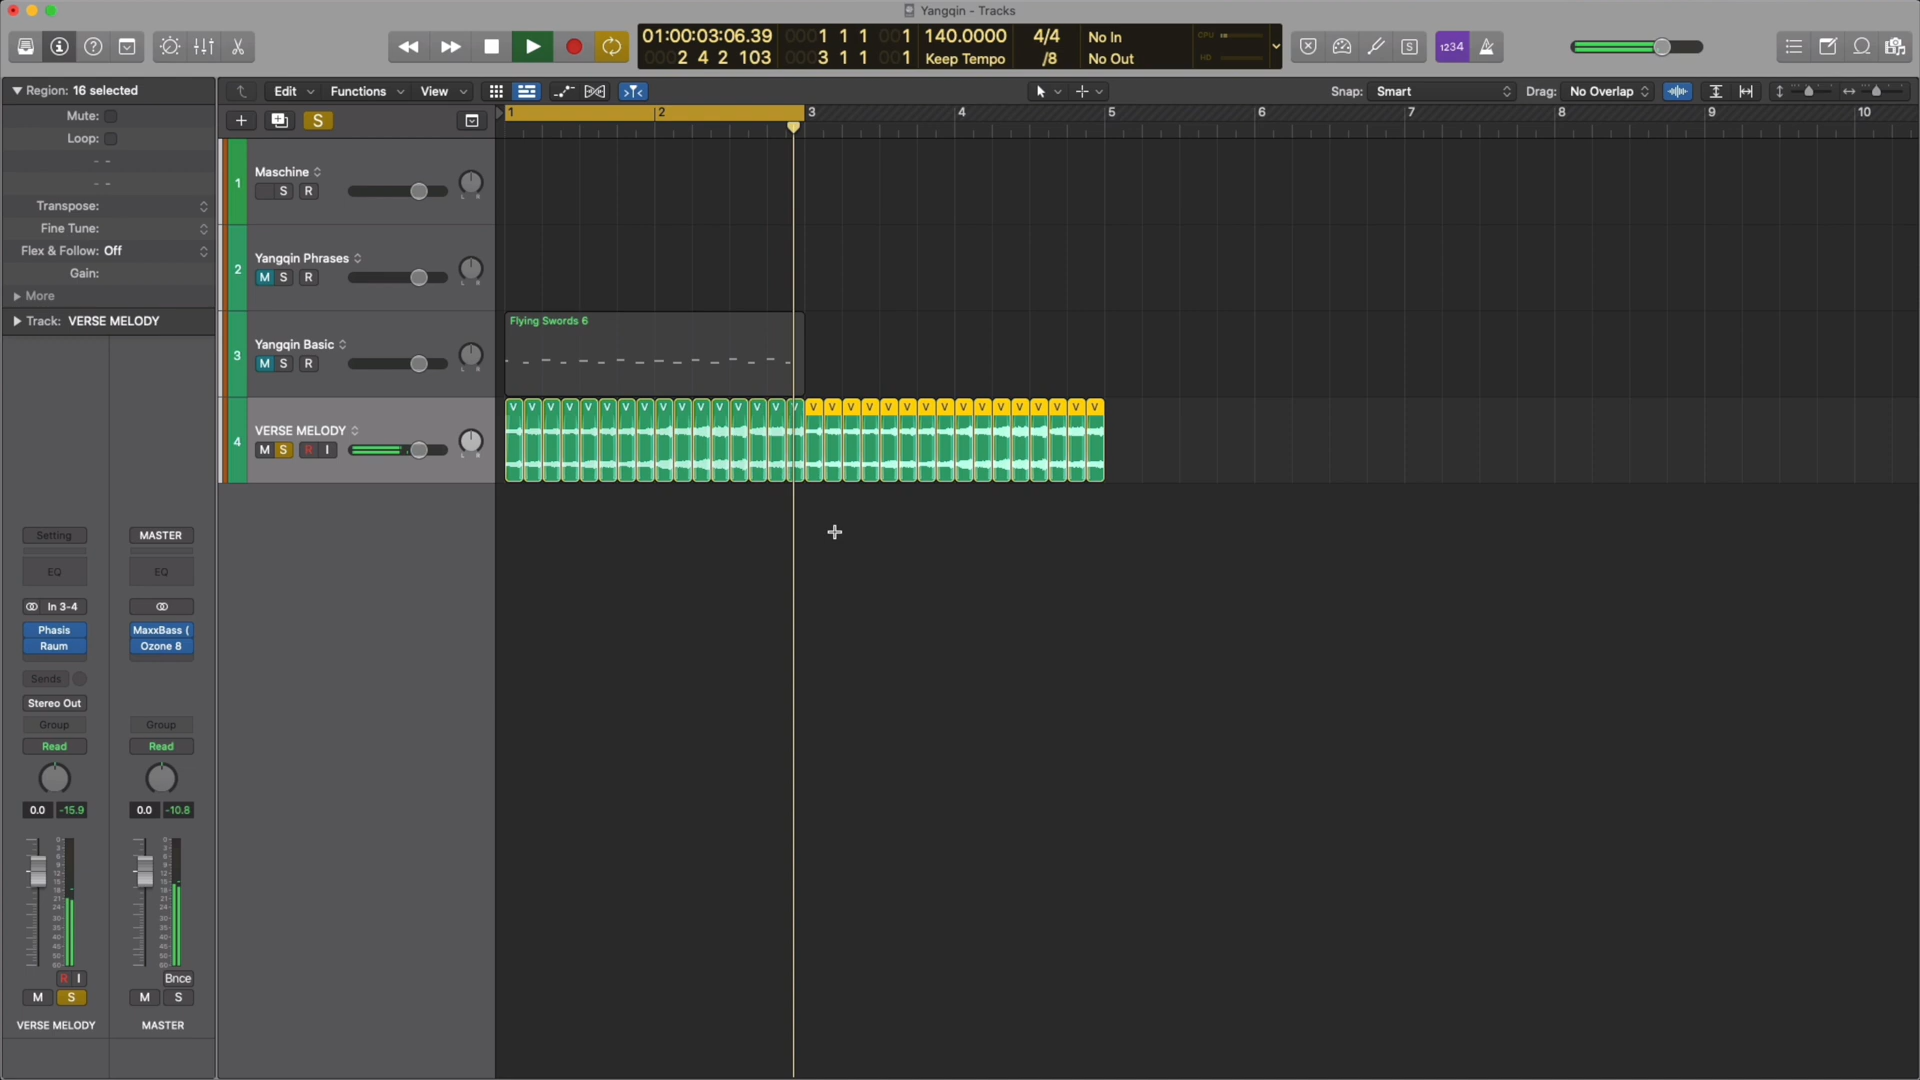 Yangqin - Tracks
01:00:03:06.39 0001 1 1 001 140.0000 4/4 No In CPU
002 4 2 103 0003 1 1 001 Keep Tempo /8 No Out HD
1234
Region: 16 selected
Edit Functions View
Snap: Smart Drag: No Overlap
Mute:
Loop:
Transpose:
Fine Tune:
Flex & Follow: Off
Gain:
More
Track: VERSE MELODY
S
1 2 3 4 5 6 7 8 9 10
1 Maschine
S R
L R
2 Yangqin Phrases
M S R
L R
3 Yangqin Basic
M S R
L R
Flying Swords 6
4 VERSE MELODY
M S R I
L R
V V V V V V V V V V V V V V V V V V V V V V V V V V V V V V V V
Setting MASTER
EQ EQ
In 3-4
Phasis MaxxBass (
Raum Ozone 8
Sends
Stereo Out
Group Group
Read Read
0.0 -15.9 0.0 -10.8
R I Bnce
M S M S
VERSE MELODY MASTER